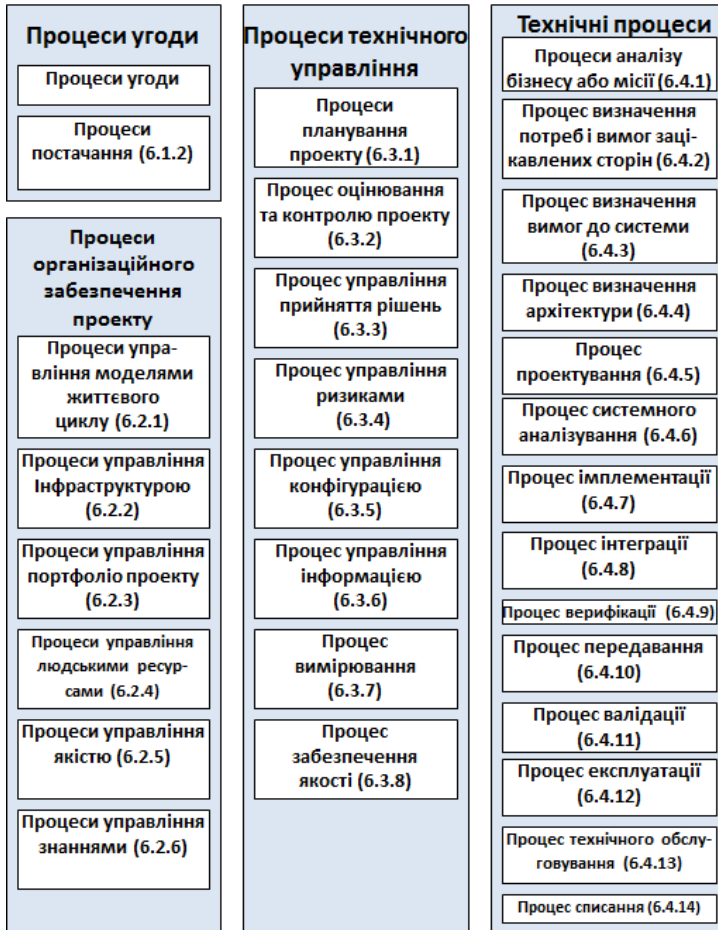 Процеси угоди
Процеси угоди
Процеси
постачання (6.1.2)
Процеси
організаційного
забезпечення
проекту
Процеси упра-
вління моделями
життєвого
циклу (6.2.1)
Процеси управління
Інфраструктурою
(6.2.2)
Процеси управління
портфоліо проекту
(6.2.3)
Процеси управління
людськими ресур-
сами (6.2.4)
Процеси управління
якістю (6.2.5)
Процеси управління
знаннями (6.2.6)
Процеси технічного
управління
Процеси
планування
проекту (6.3.1)
Процес оцінювання
та контролю проекту
(6.3.2)
Процес управління
прийняття рішень
(6.3.3)
Процес управління
ризиками
(6.3.4)
Процес управління
конфігурацією
(6.3.5)
Процес управління
інформацією
(6.3.6)
Процес
вимірювання
(6.3.7)
Процес
забезпечення
якості (6.3.8)
Технічні процеси
Процеси аналізу
бізнесу або місії (6.4.1)
Процес визначення
потреб і вимог заці-
кавлених сторін (6.4.2)
Процес визначення
вимог до системи
(6.4.3)
Процес визначення
архітектури (6.4.4)
Процес
проектування (6.4.5)
Процес системного
аналізування (6.4.6)
Процес імплементації
(6.4.7)
Процес інтеграції
(6.4.8)
Процес верифікації (6.4.9)
Процес передавання
(6.4.10)
Процес валідації
(6.4.11)
Процес експлуатації
(6.4.12)
Процес технічного обслу-
говування (6.4.13)
Процес списання (6.4.14)